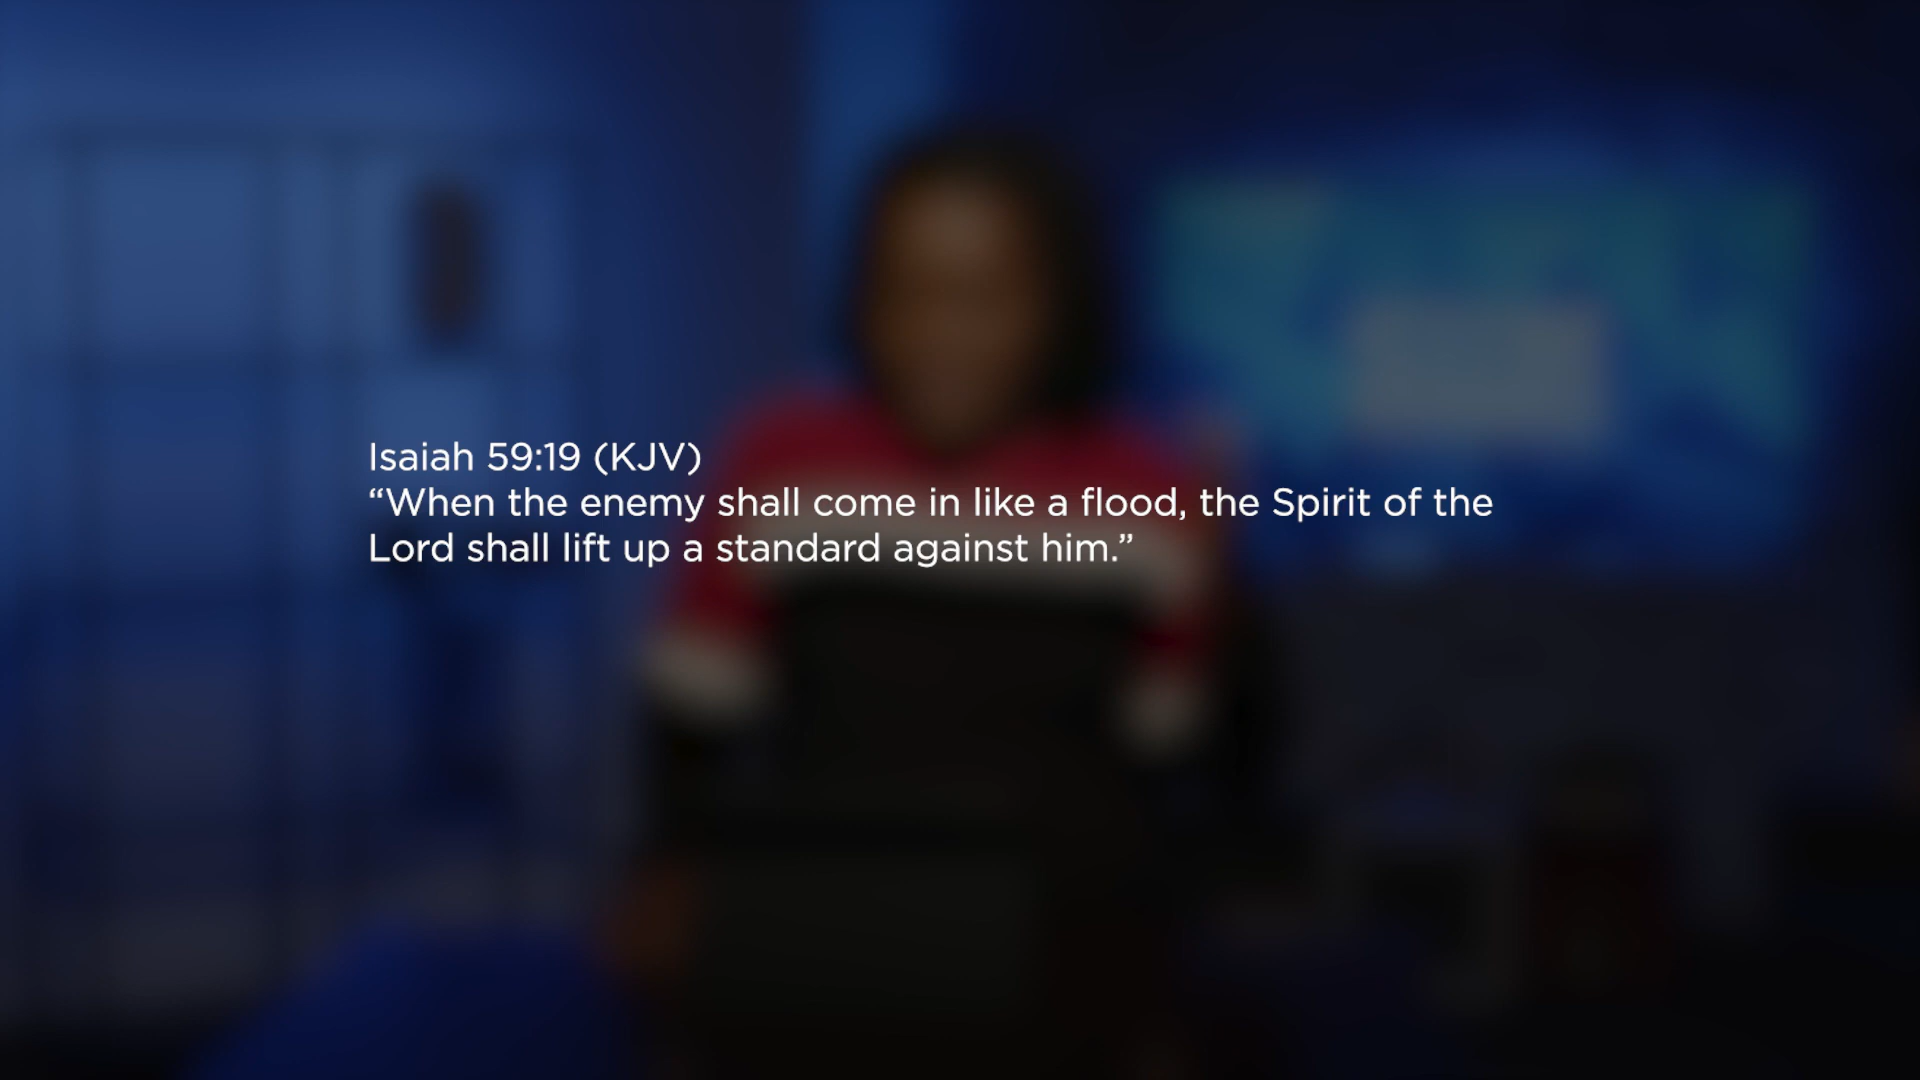 Isaiah 59:19 (KJV)
“When the enemy shall come in like a flood, the Spirit of the
Lord shall lift up a standard against him.”